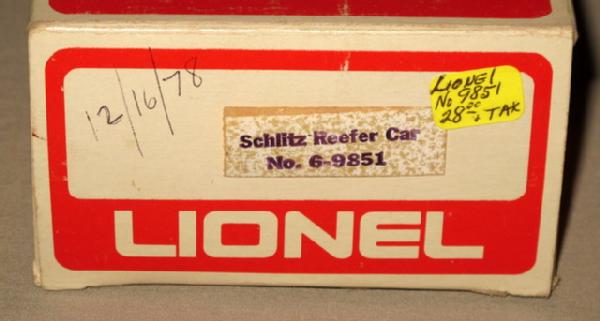 12/16/78
LIONEL
No 9851
28.00 + TAX
Schlitz Reefer Car
No. 6-9851
LIONEL